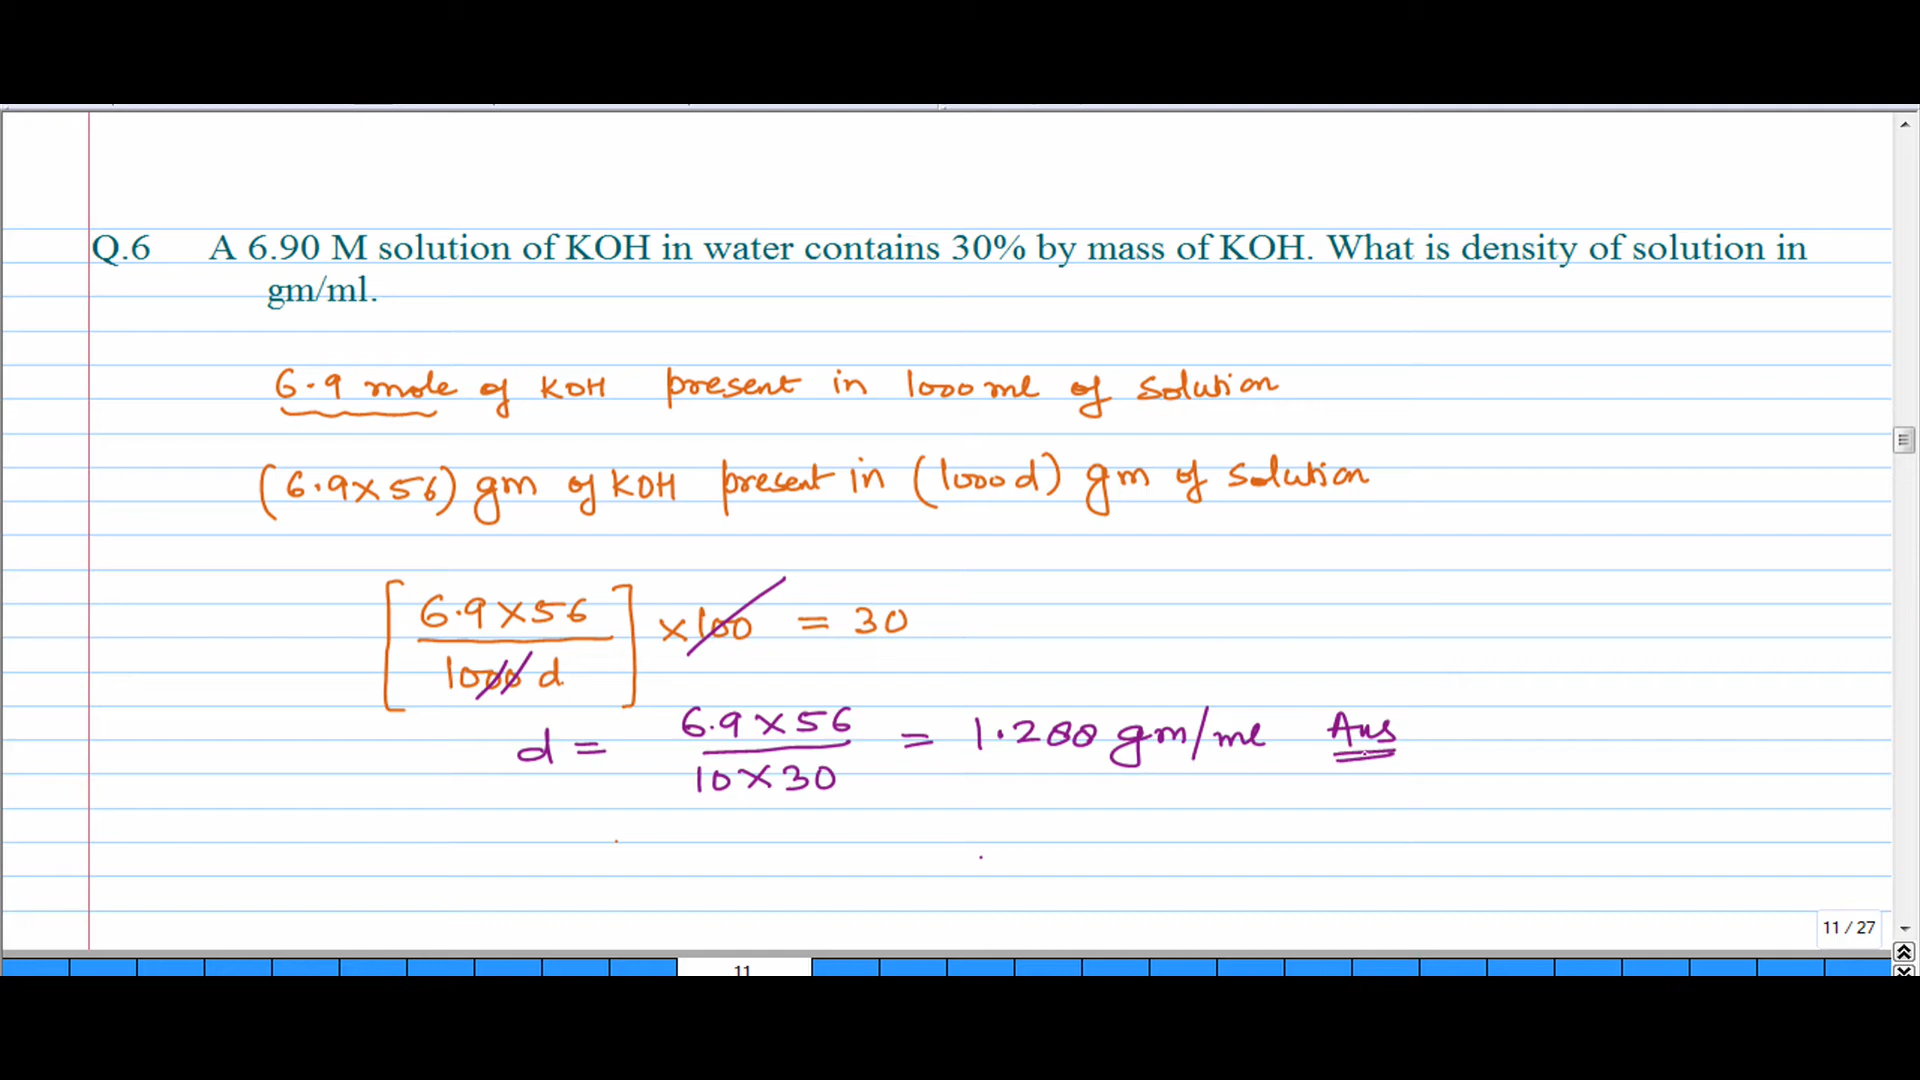 Q.6 A 6.90 M solution of KOH in water contains 30% by mass of KOH. What is density of solution in
gm/ml.
6.9 mole of KOH present in 1000 ml of solution
(6.9×56) gm of KOH present in (1000 d) gm of solution
[6.9×56 / 1000 d] ×100 = 30
d = 6.9×56 / 10×30 = 1.288 gm/ml Ans
11 / 27
11